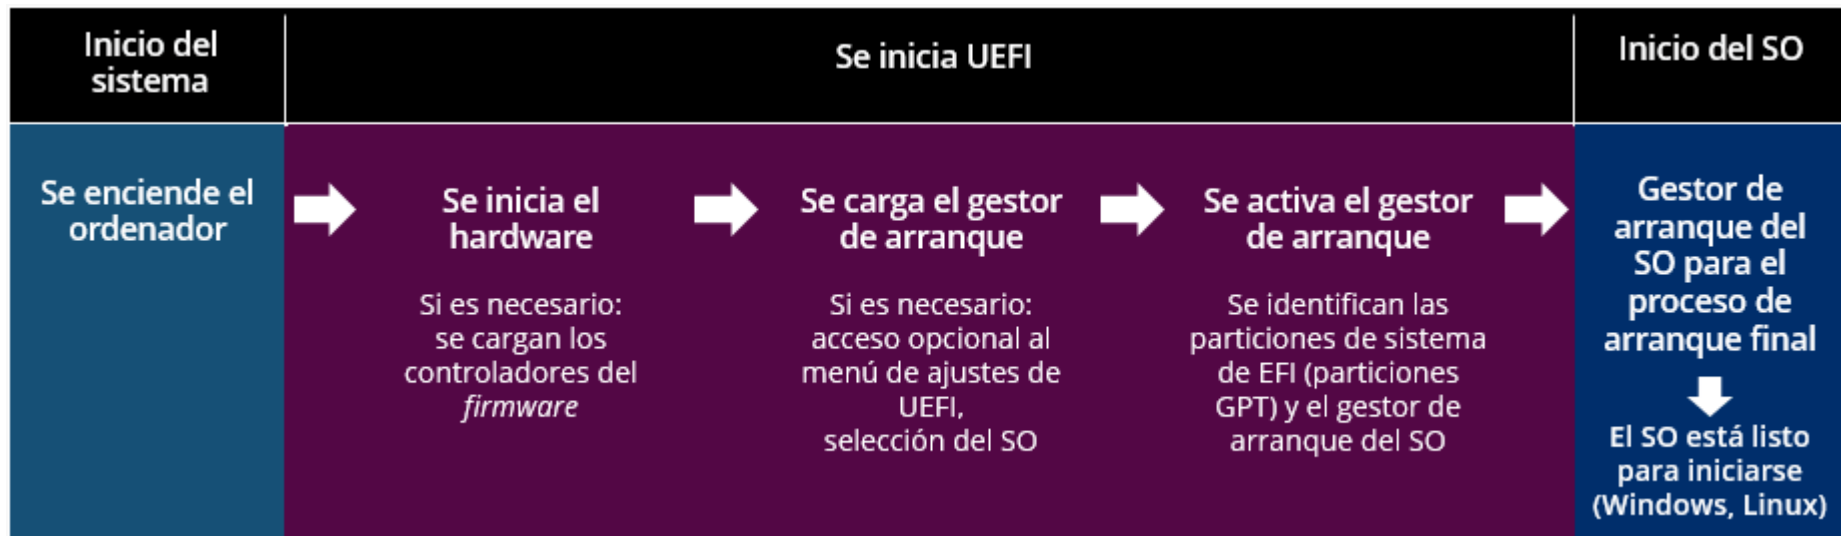 Inicio del
sistema
Se inicia UEFI
Inicio del SO
Se enciende el
ordenador
Se inicia el
hardware
Si es necesario:
se cargan los
controladores del
firmware
Se carga el gestor
de arranque
Si es necesario:
acceso opcional al
menú de ajustes de
UEFI,
selección del SO
Se activa el gestor
de arranque
Se identifican las
particiones de sistema
de EFI (particiones
GPT) y el gestor de
arranque del SO
Gestor de
arranque del
SO para el
proceso de
arranque final
El SO está listo
para iniciarse
(Windows, Linux)